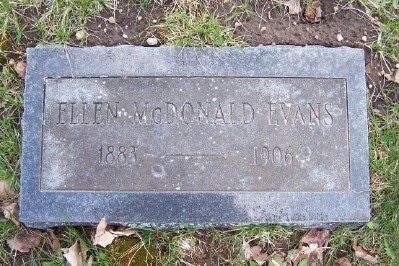 ELLEN McDONALD EVANS
1883 — 1906